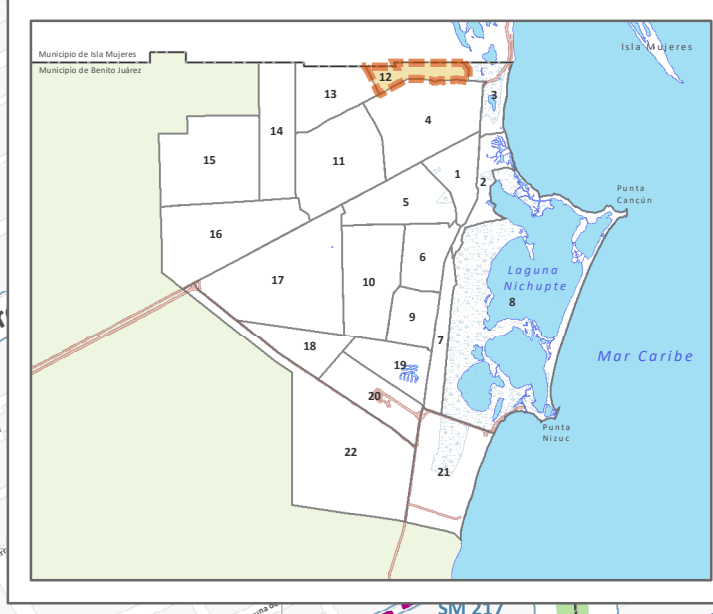 Municipio de Isla Mujeres
Municipio de Benito Juárez
Isla Mujeres
12
13
3
4
14
11
15
1
2
Punta
Cancún
5
16
6
Laguna
Nichupte
17
10
8
9
7
Mar Caribe
18
19
20
Punta
Nizuc
22
21
SM 217